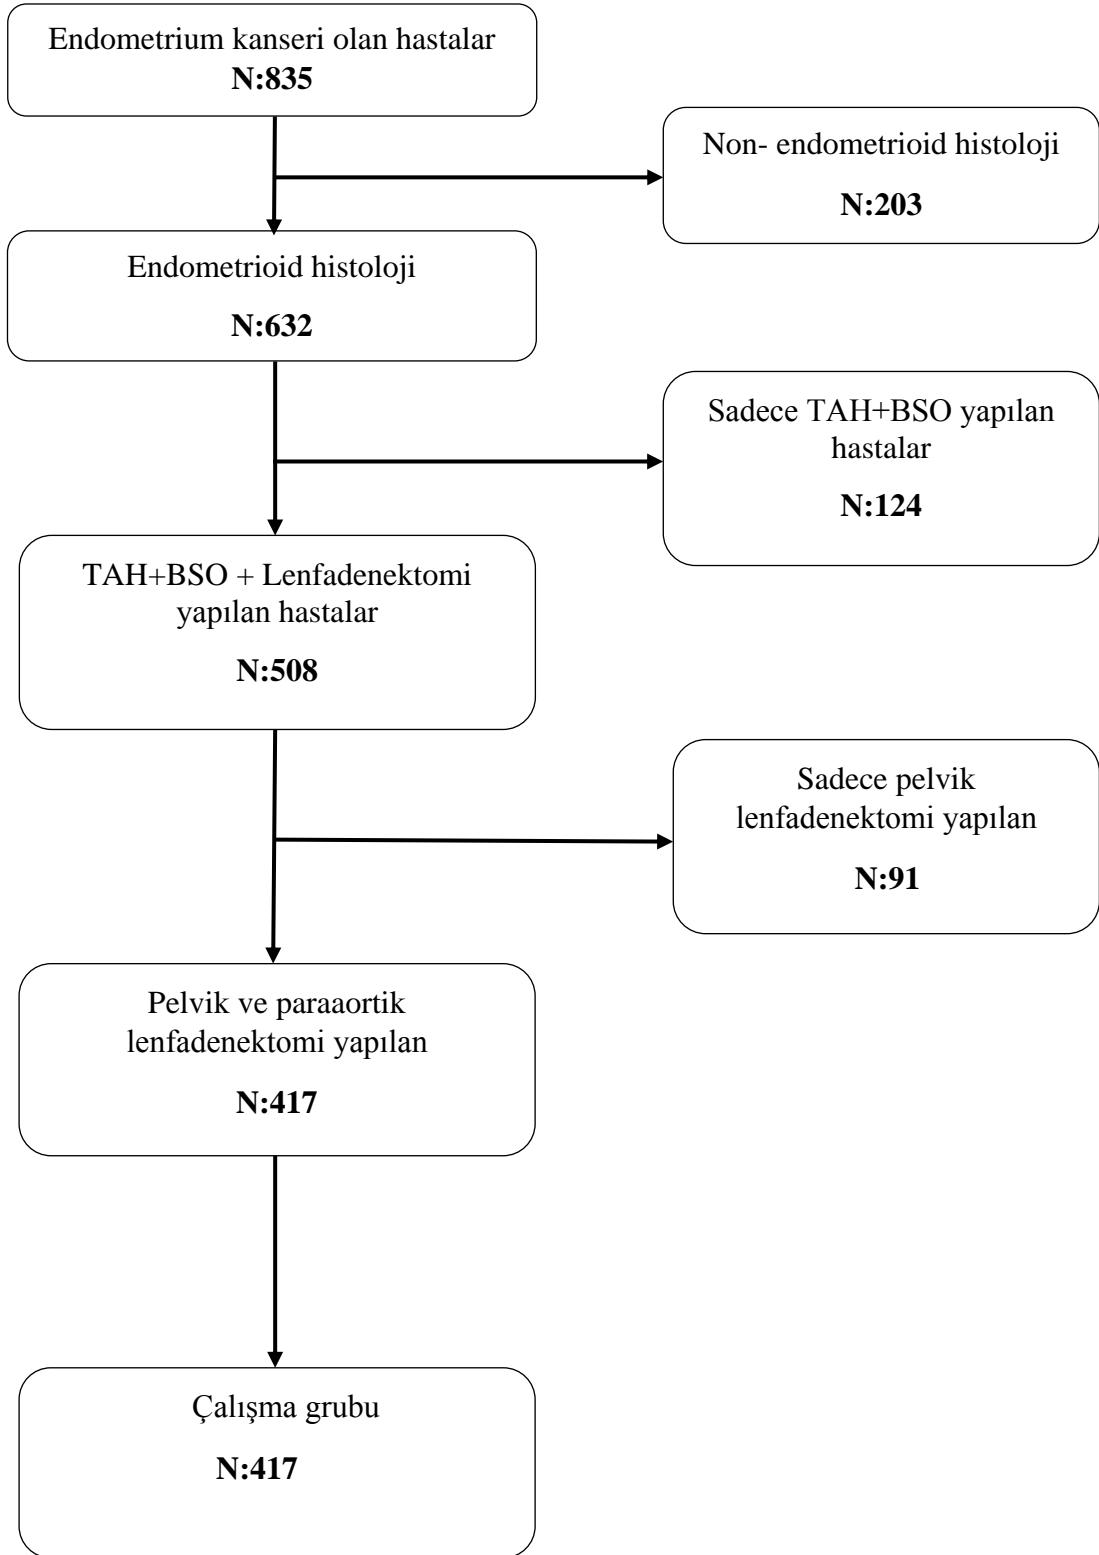 Endometrium kanseri olan hastalar
N:835
Non- endometrioid histoloji
N:203
Endometrioid histoloji
N:632
Sadece TAH+BSO yapılan
hastalar
N:124
TAH+BSO + Lenfadenektomi
yapılan hastalar
N:508
Sadece pelvik
lenfadenektomi yapılan
N:91
Pelvik ve paraaortik
lenfadenektomi yapılan
N:417
Çalışma grubu
N:417